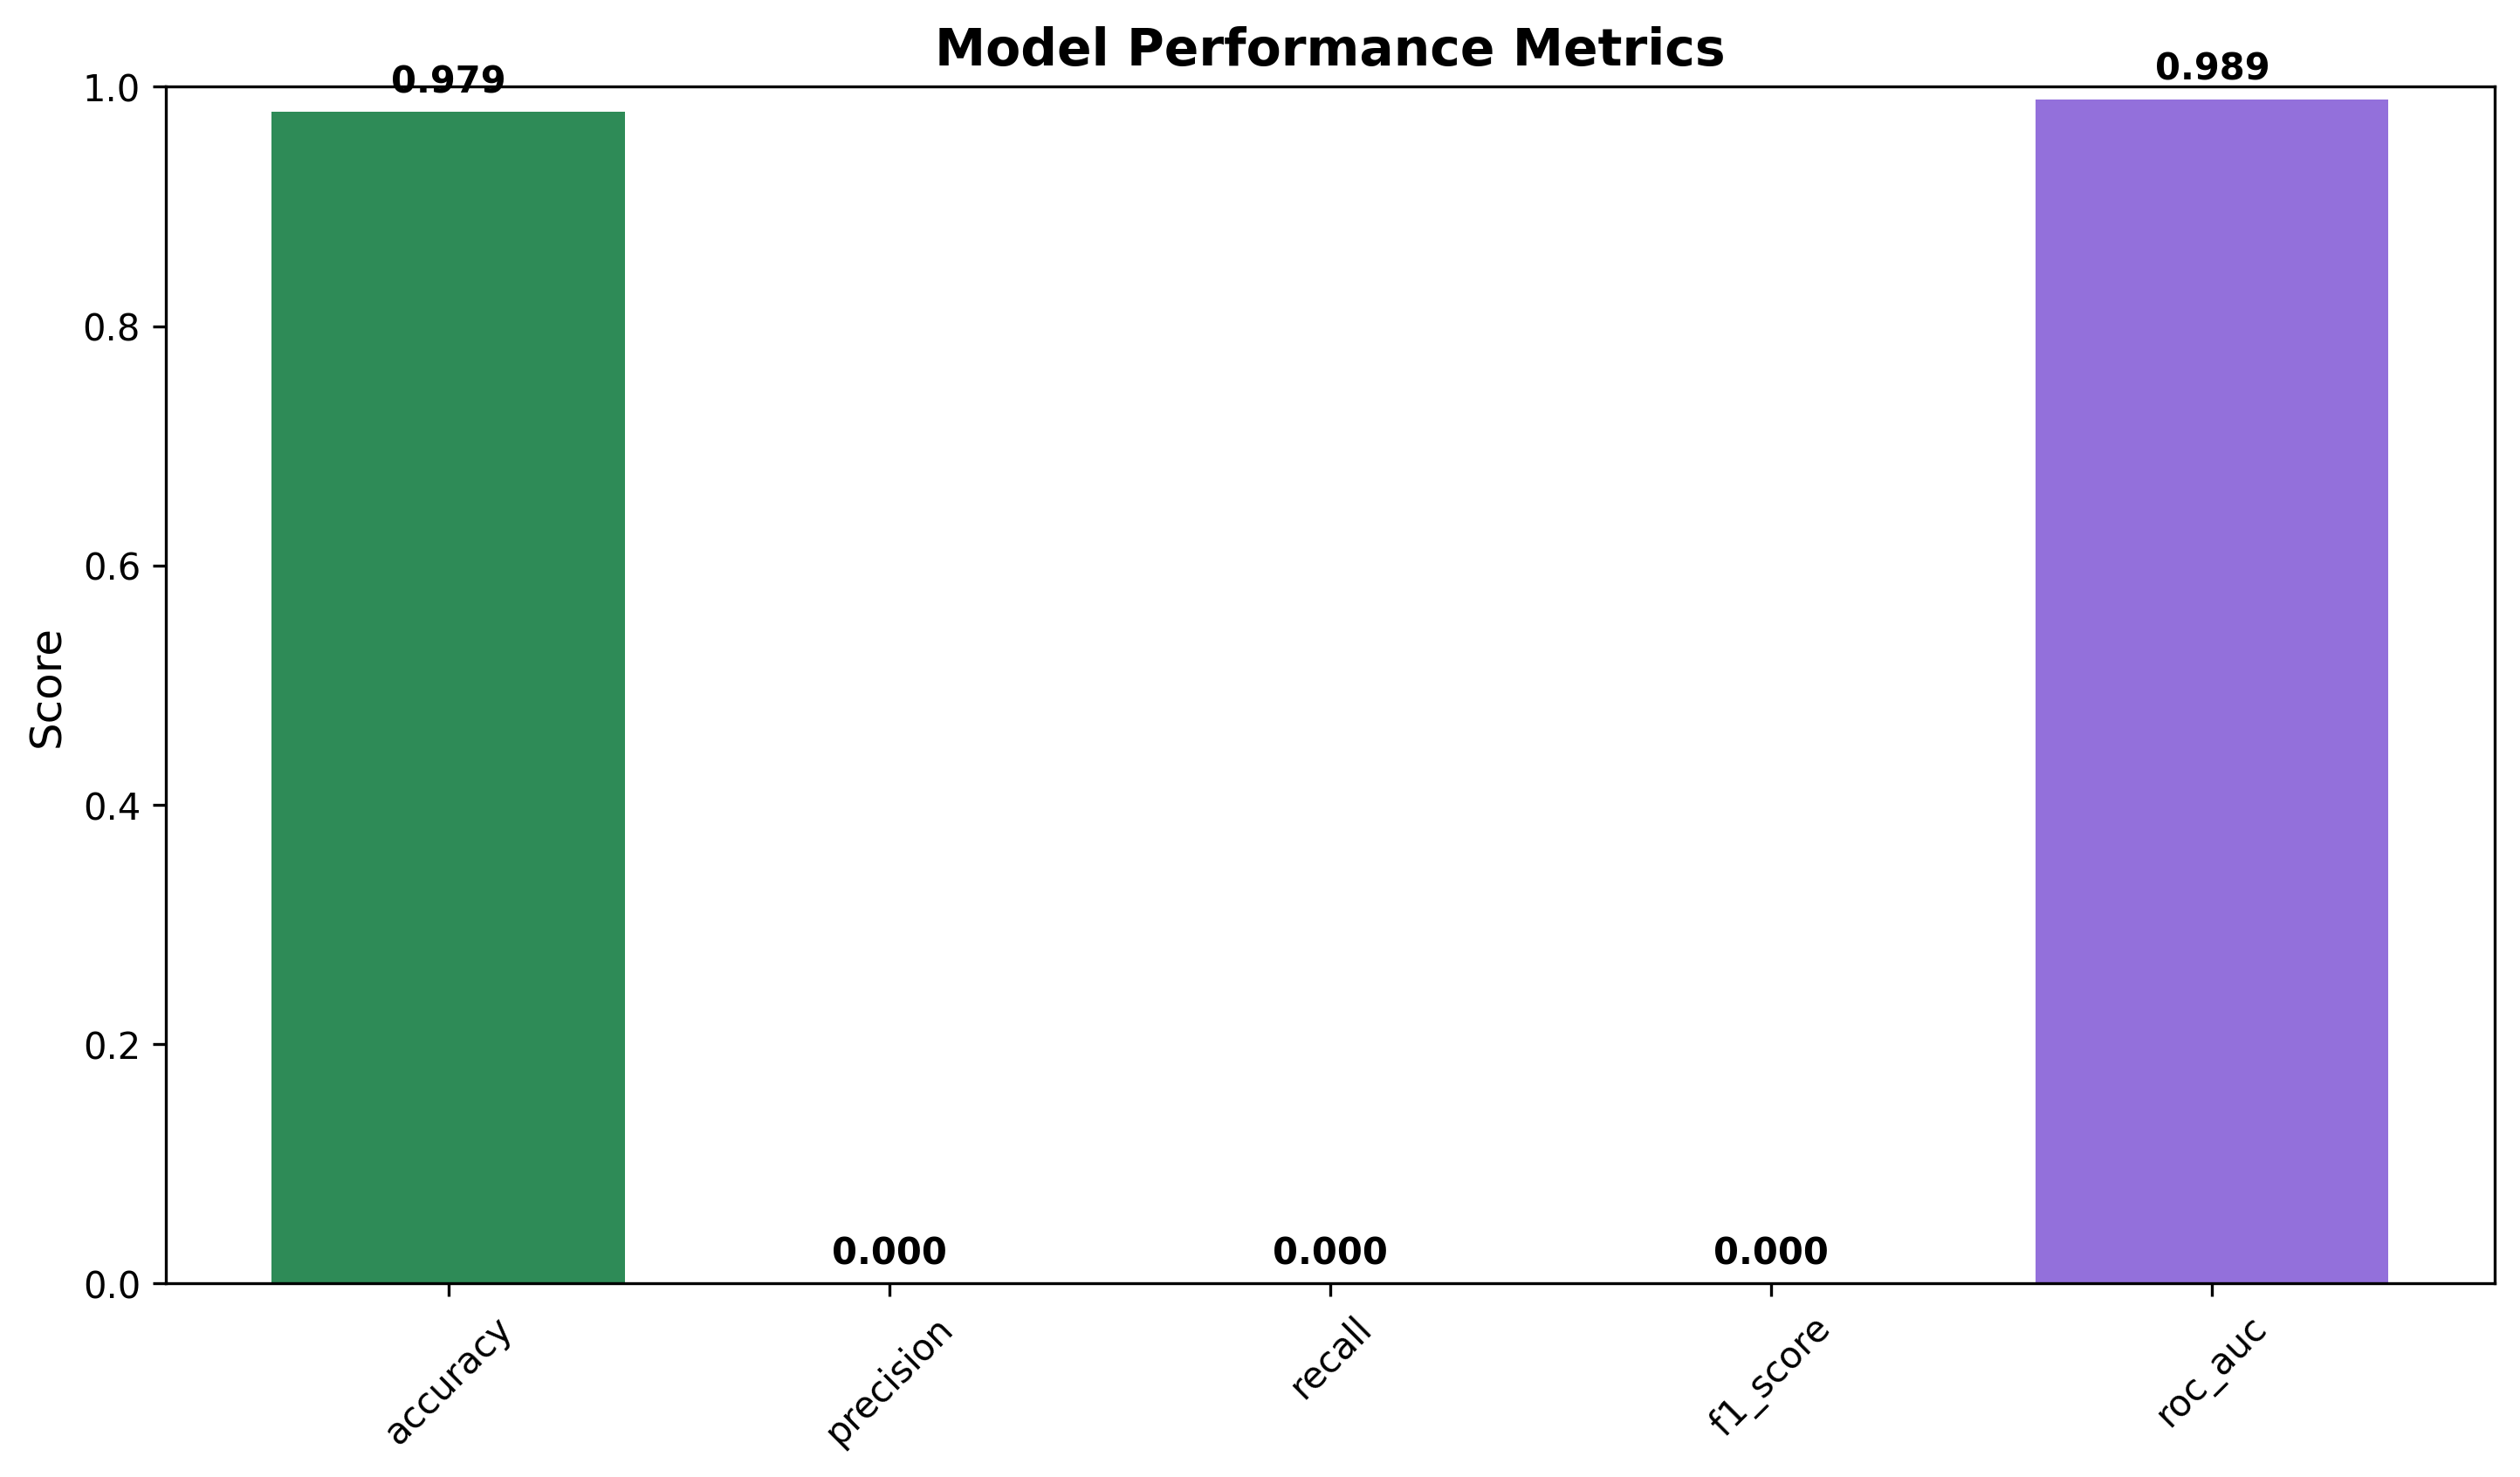 Model Performance Metrics
0.979
0.989
1.0
0.8
0.6
0.4
0.2
0.0
Score
0.000
0.000
0.000
accuracy
precision
recall
f1_score
roc_auc